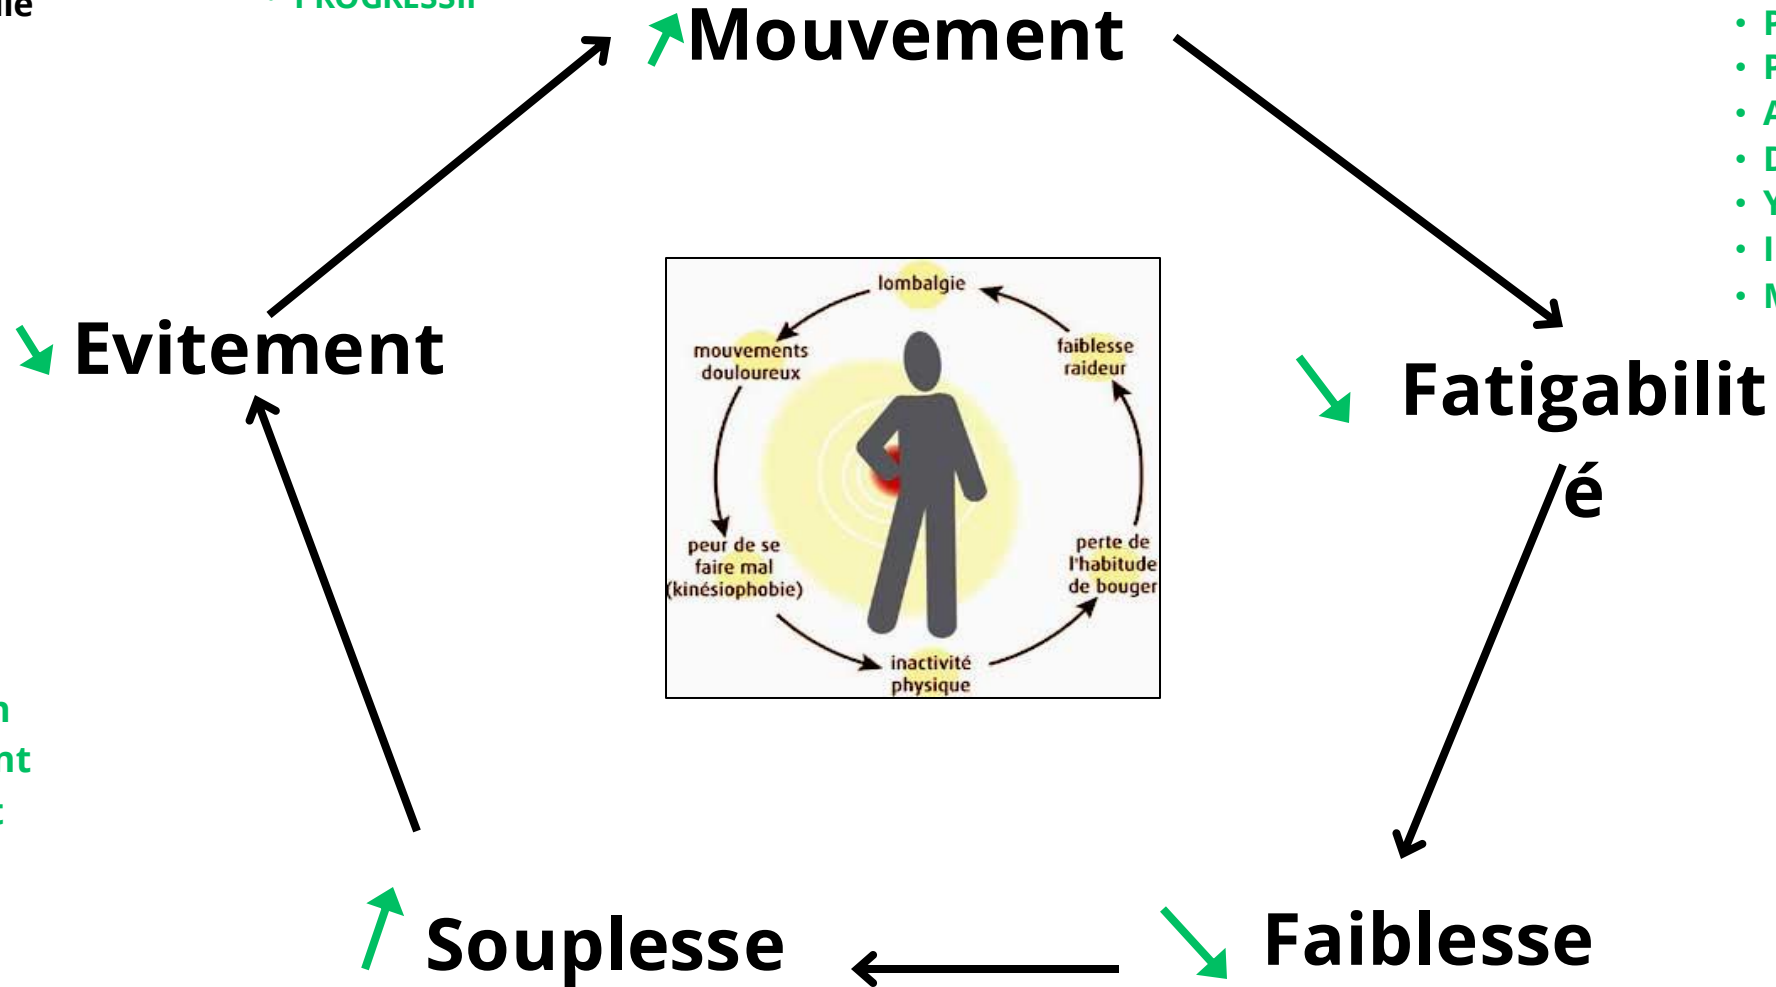 PROGRESSIF
Mouvement
Evitement
Fatigabilit
é
lombalgie
mouvements
douloureux
faiblesse
raideur
peur de se
faire mal
(kinésiophobie)
perte de
l'habitude
de bouger
inactivité
physique
Souplesse
Faiblesse